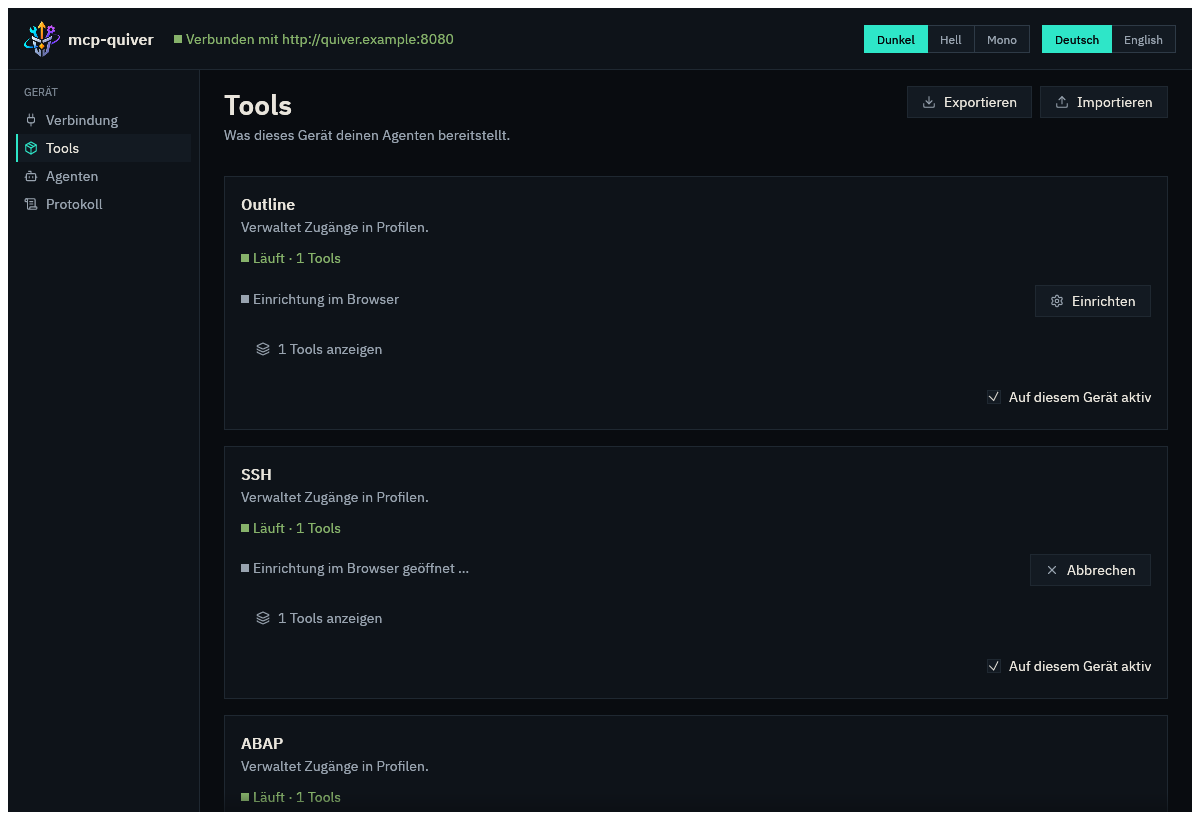 mcp-quiver
Verbunden mit http://quiver.example:8080
Dunkel Hell Mono Deutsch English
GERÄT
Verbindung
Tools
Agenten
Protokoll
Tools
Was dieses Gerät deinen Agenten bereitstellt.
Exportieren Importieren
Outline
Verwaltet Zugänge in Profilen.
Läuft · 1 Tools
Einrichtung im Browser
Einrichten
1 Tools anzeigen
Auf diesem Gerät aktiv
SSH
Verwaltet Zugänge in Profilen.
Läuft · 1 Tools
Einrichtung im Browser geöffnet …
Abbrechen
1 Tools anzeigen
Auf diesem Gerät aktiv
ABAP
Verwaltet Zugänge in Profilen.
Läuft · 1 Tools